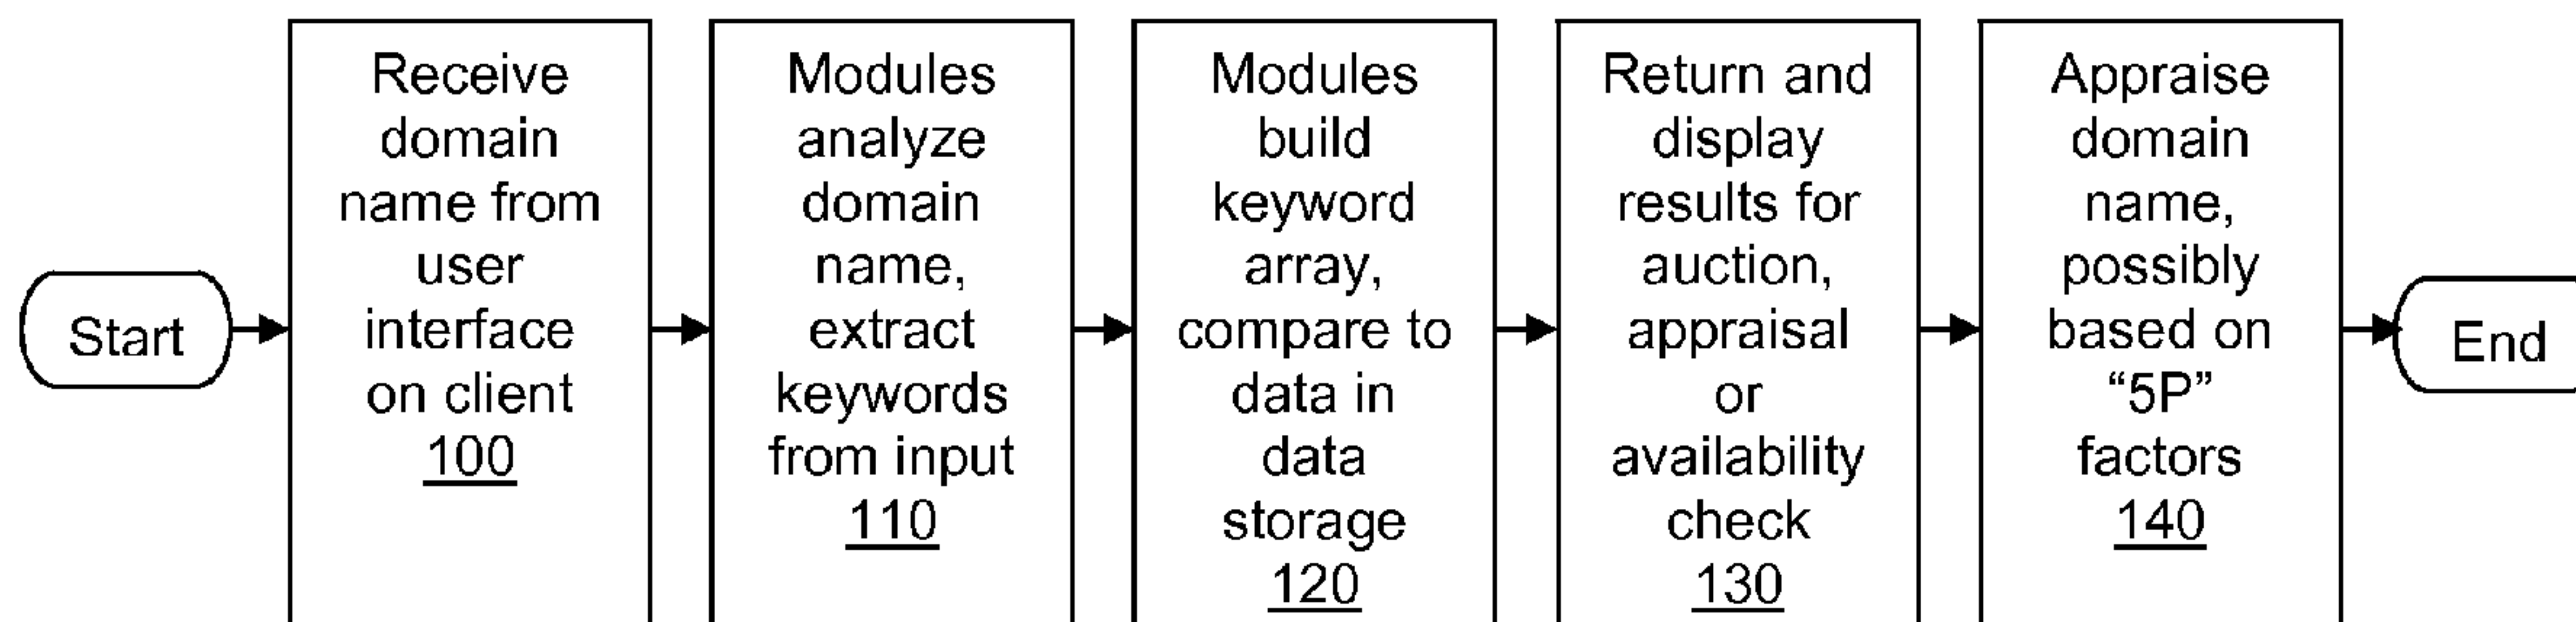 Start
Receive
domain
name from
user
interface
on client
100
Modules
analyze
domain
name,
extract
keywords
from input
110
Modules
build
keyword
array,
compare to
data in
data
storage
120
Return and
display
results for
auction,
appraisal
or
availability
check
130
Appraise
domain
name,
possibly
based on
“5P”
factors
140
End